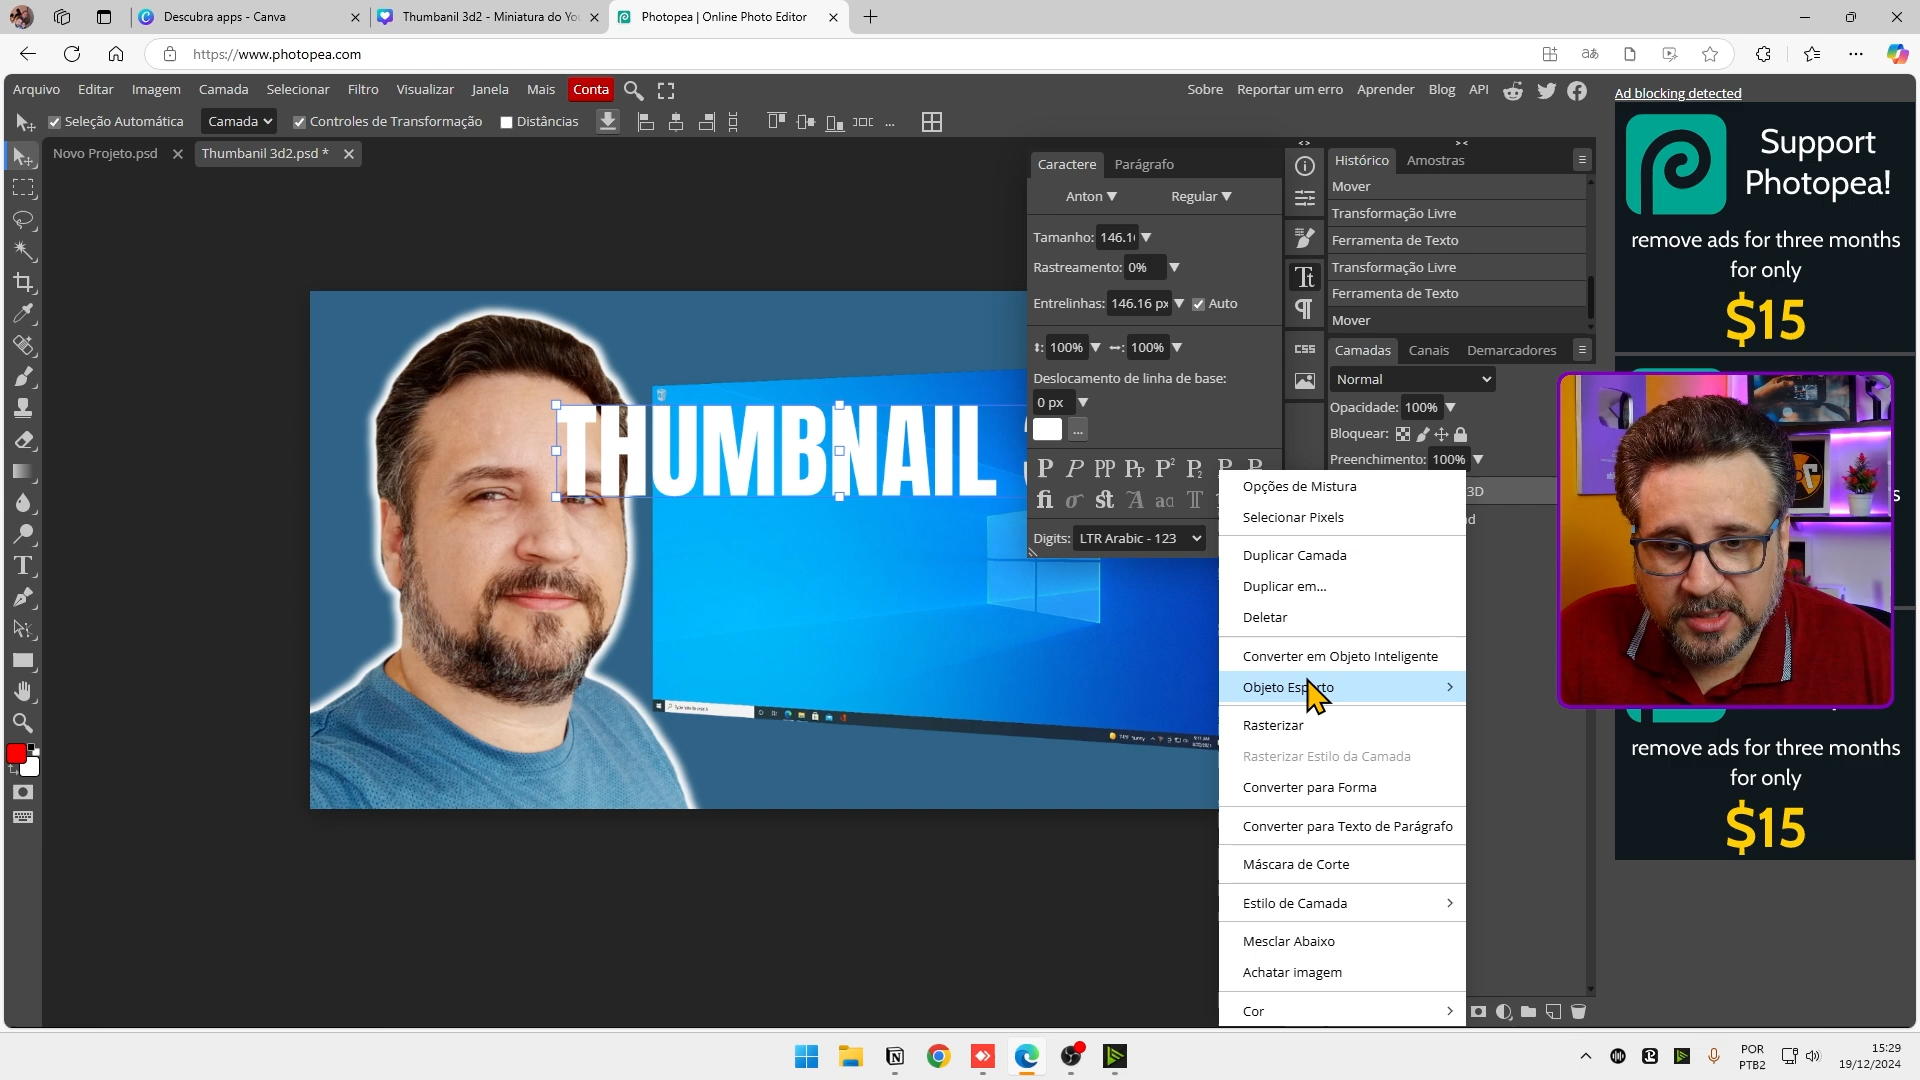 Descubra apps - Canva
Thumbanil 3d2 - Miniatura do You
Photopea | Online Photo Editor
https://www.photopea.com
Arquivo Editar Imagem Camada Selecionar Filtro Visualizar Janela Mais Conta
Sobre Reportar um erro Aprender Blog API
Seleção Automática Camada Controles de Transformação Distâncias
Novo Projeto.psd
Thumbanil 3d2.psd *
Caractere Parágrafo
Anton Regular
Tamanho: 146.1
Rastreamento: 0%
Entrelinhas: 146.16 px Auto
100% 100%
Deslocamento de linha de base:
0 px
Digits: LTR Arabic - 123
Histórico Amostras
Mover
Transformação Livre
Ferramenta de Texto
Transformação Livre
Ferramenta de Texto
Mover
Camadas Canais Demarcadores
Normal
Opacidade: 100%
Bloquear:
Preenchimento: 100%
3D
THUMBNAIL
Opções de Mistura
Selecionar Pixels
Duplicar Camada
Duplicar em...
Deletar
Converter em Objeto Inteligente
Objeto Esperto
Rasterizar
Rasterizar Estilo da Camada
Converter para Forma
Converter para Texto de Parágrafo
Máscara de Corte
Estilo de Camada
Mesclar Abaixo
Achatar imagem
Cor
Ad blocking detected
Support
Photopea!
remove ads for three months
for only
$15
remove ads for three months
for only
$15
POR
PTB2
15:29
19/12/2024